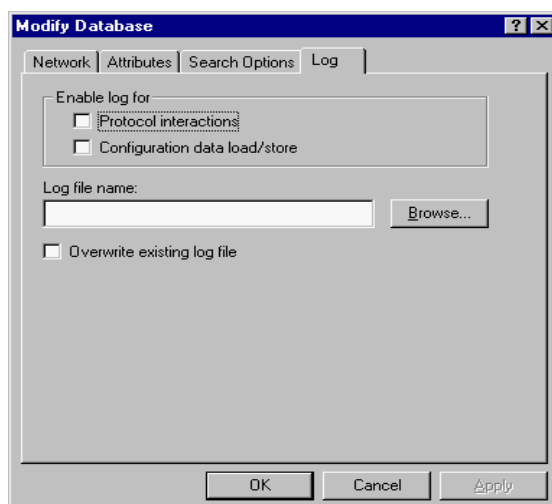 Modify Database
Network Attributes Search Options Log
Enable log for
Protocol interactions
Configuration data load/store
Log file name:
Browse...
Overwrite existing log file
OK Cancel Apply